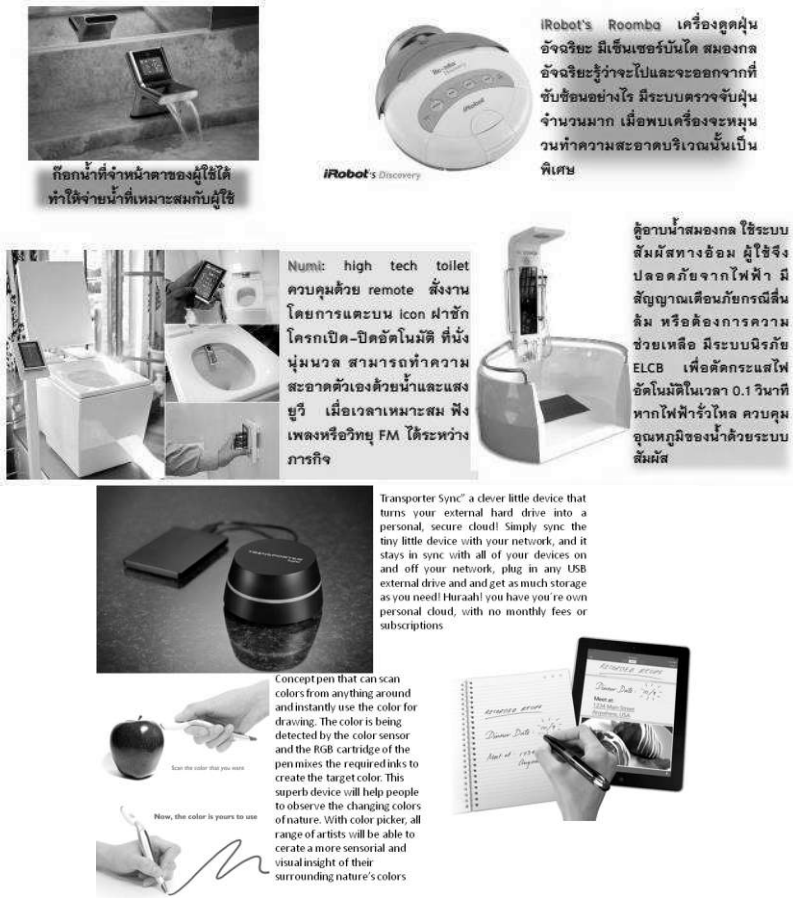 ก๊อกน้ำที่จำหน้าตาของผู้ใช้ได้
ทำให้จ่ายน้ำที่เหมาะสมกับผู้ใช้
iRobot
iRobot's Discovery
iRobot's Roomba เครื่องดูดฝุ่น
อัจฉริยะ มีเซ็นเซอร์บันได สมองกล
อัจฉริยะรู้ว่าจะไปและจะออกจากที่
ซับซ้อนอย่างไร มีระบบตรวจจับฝุ่น
จำนวนมาก เมื่อพบเครื่องจะหมุน
วนทำความสะอาดบริเวณนั้นเป็น
พิเศษ
Numi: high tech toilet
ควบคุมด้วย remote สั่งงาน
โดยการแตะบน icon ฝาชัก
โครกเปิด-ปิดอัตโนมัติ ที่นั่ง
นุ่มนวล สามารถทำความ
สะอาดตัวเองด้วยน้ำและแสง
ยูวี เมื่อเวลาเหมาะสม ฟัง
เพลงหรือวิทยุ FM ได้ระหว่าง
ภารกิจ
ตู้อาบน้ำสมองกล ใช้ระบบ
สัมผัสทางอ้อม ผู้ใช้จึง
ปลอดภัยจากไฟฟ้า มี
สัญญาณเตือนภัยกรณีลื่น
ล้ม หรือต้องการความ
ช่วยเหลือ มีระบบนิรภัย
ELCB เพื่อตัดกระแสไฟ
อัตโนมัติในเวลา 0.1 วินาที
หากไฟฟ้ารั่วไหล ควบคุม
อุณหภูมิของน้ำด้วยระบบ
สัมผัส
TRANSPORTER
Transporter Sync" a clever little device that
turns your external hard drive into a
personal, secure cloud! Simply sync the
tiny little device with your network, and it
stays in sync with all of your devices on
and off your network, plug in any USB
external drive and and get as much storage
as you need! Huraah! you have you're own
personal cloud, with no monthly fees or
subscriptions
Scan the color that you want
Now, the color is yours to use
Concept pen that can scan
colors from anything around
and instantly use the color for
drawing. The color is being
detected by the color sensor
and the RGB cartridge of the
pen mixes the required inks to
create the target color. This
superb device will help people
to observe the changing colors
of nature. With color picker, all
range of artists will be able to
cerate a more sensorial and
visual insight of their
surrounding nature's colors
RECORDED RECIPE
Dinner Date
Meet at 1234
RECORDED RECIPE
Dinner Date
Meet at
1234 Main Street
Anywhere, USA